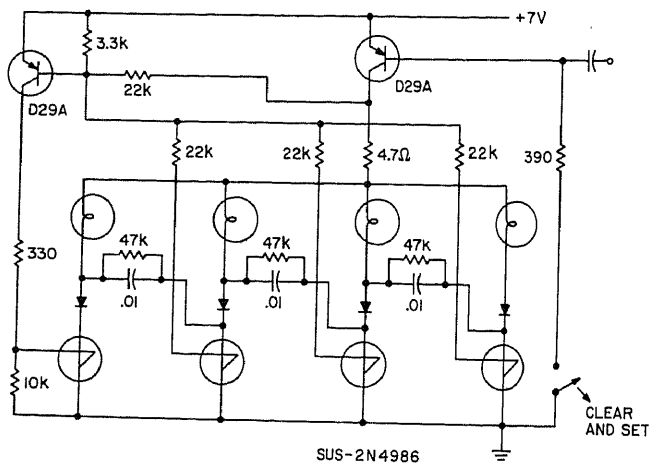 +7V
3.3k
D29A
22k
D29A
22k
22k
4.7Ω
22k
390
330
47k
.01
47k
.01
47k
.01
10k
CLEAR
AND SET
SUS-2N4986